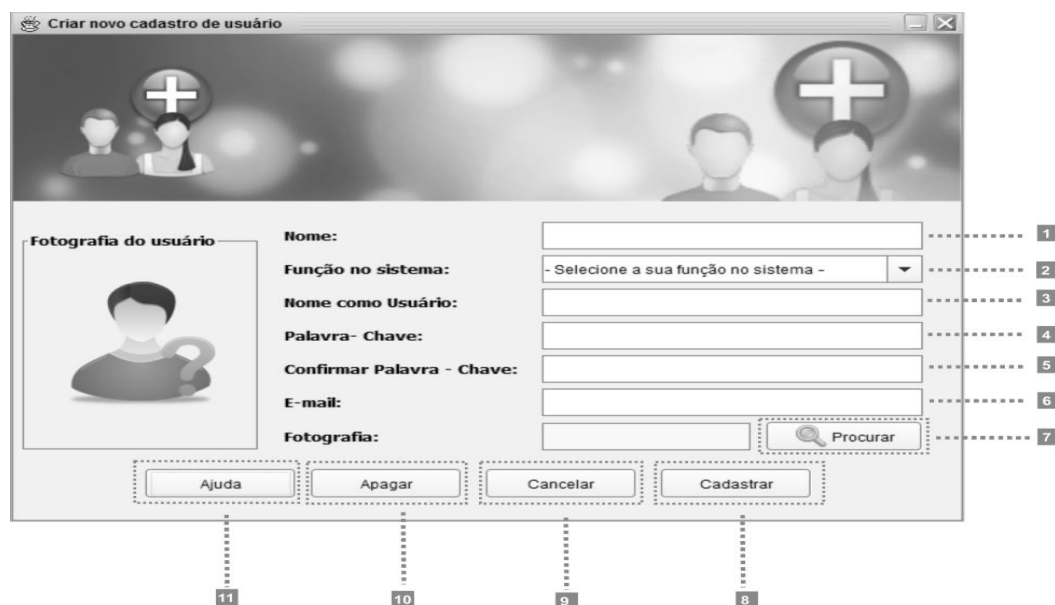 Criar novo cadastro de usuário
Fotografia do usuário
Nome:
1
Função no sistema:
- Selecione a sua função no sistema -
2
Nome como Usuário:
3
Palavra- Chave:
4
Confirmar Palavra - Chave:
5
E-mail:
6
Fotografia:
Procurar
7
Ajuda
Apagar
Cancelar
Cadastrar
11
10
9
8